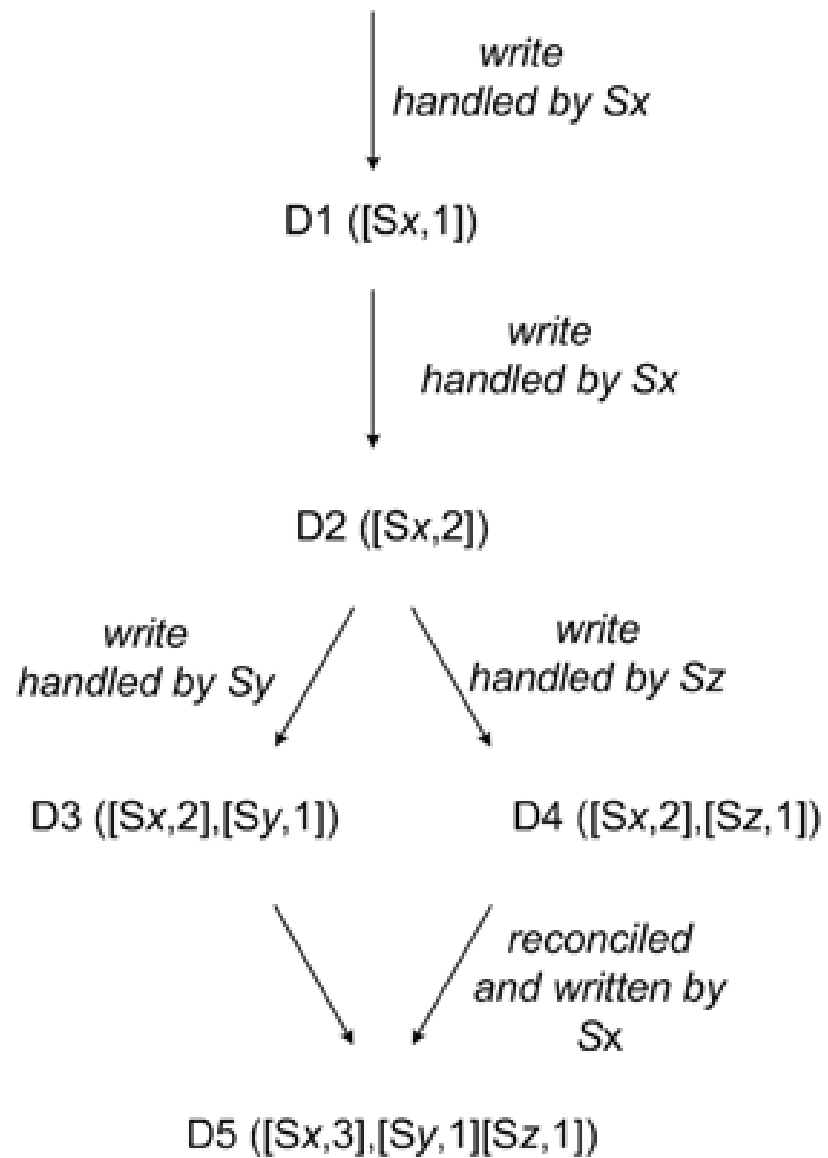 write
handled by Sx
D1 ([Sx,1])
write
handled by Sx
D2 ([Sx,2])
write
handled by Sy
write
handled by Sz
D3 ([Sx,2],[Sy,1])
D4 ([Sx,2],[Sz,1])
reconciled
and written by
Sx
D5 ([Sx,3],[Sy,1][Sz,1])